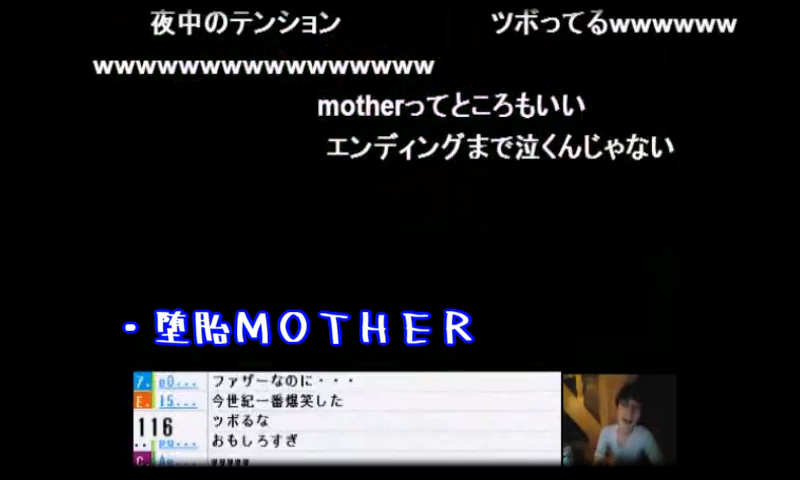 夜中のテンション
ツボってるwwwwww
wwwwwwwwwwwwwwwww
motherってところもいい
エンディングまで泣くんじゃない
・堕胎ＭＯＴＨＥＲ
ファザーなのに・・・
今世紀一番爆笑した
116 ツボるな
おもしろすぎ